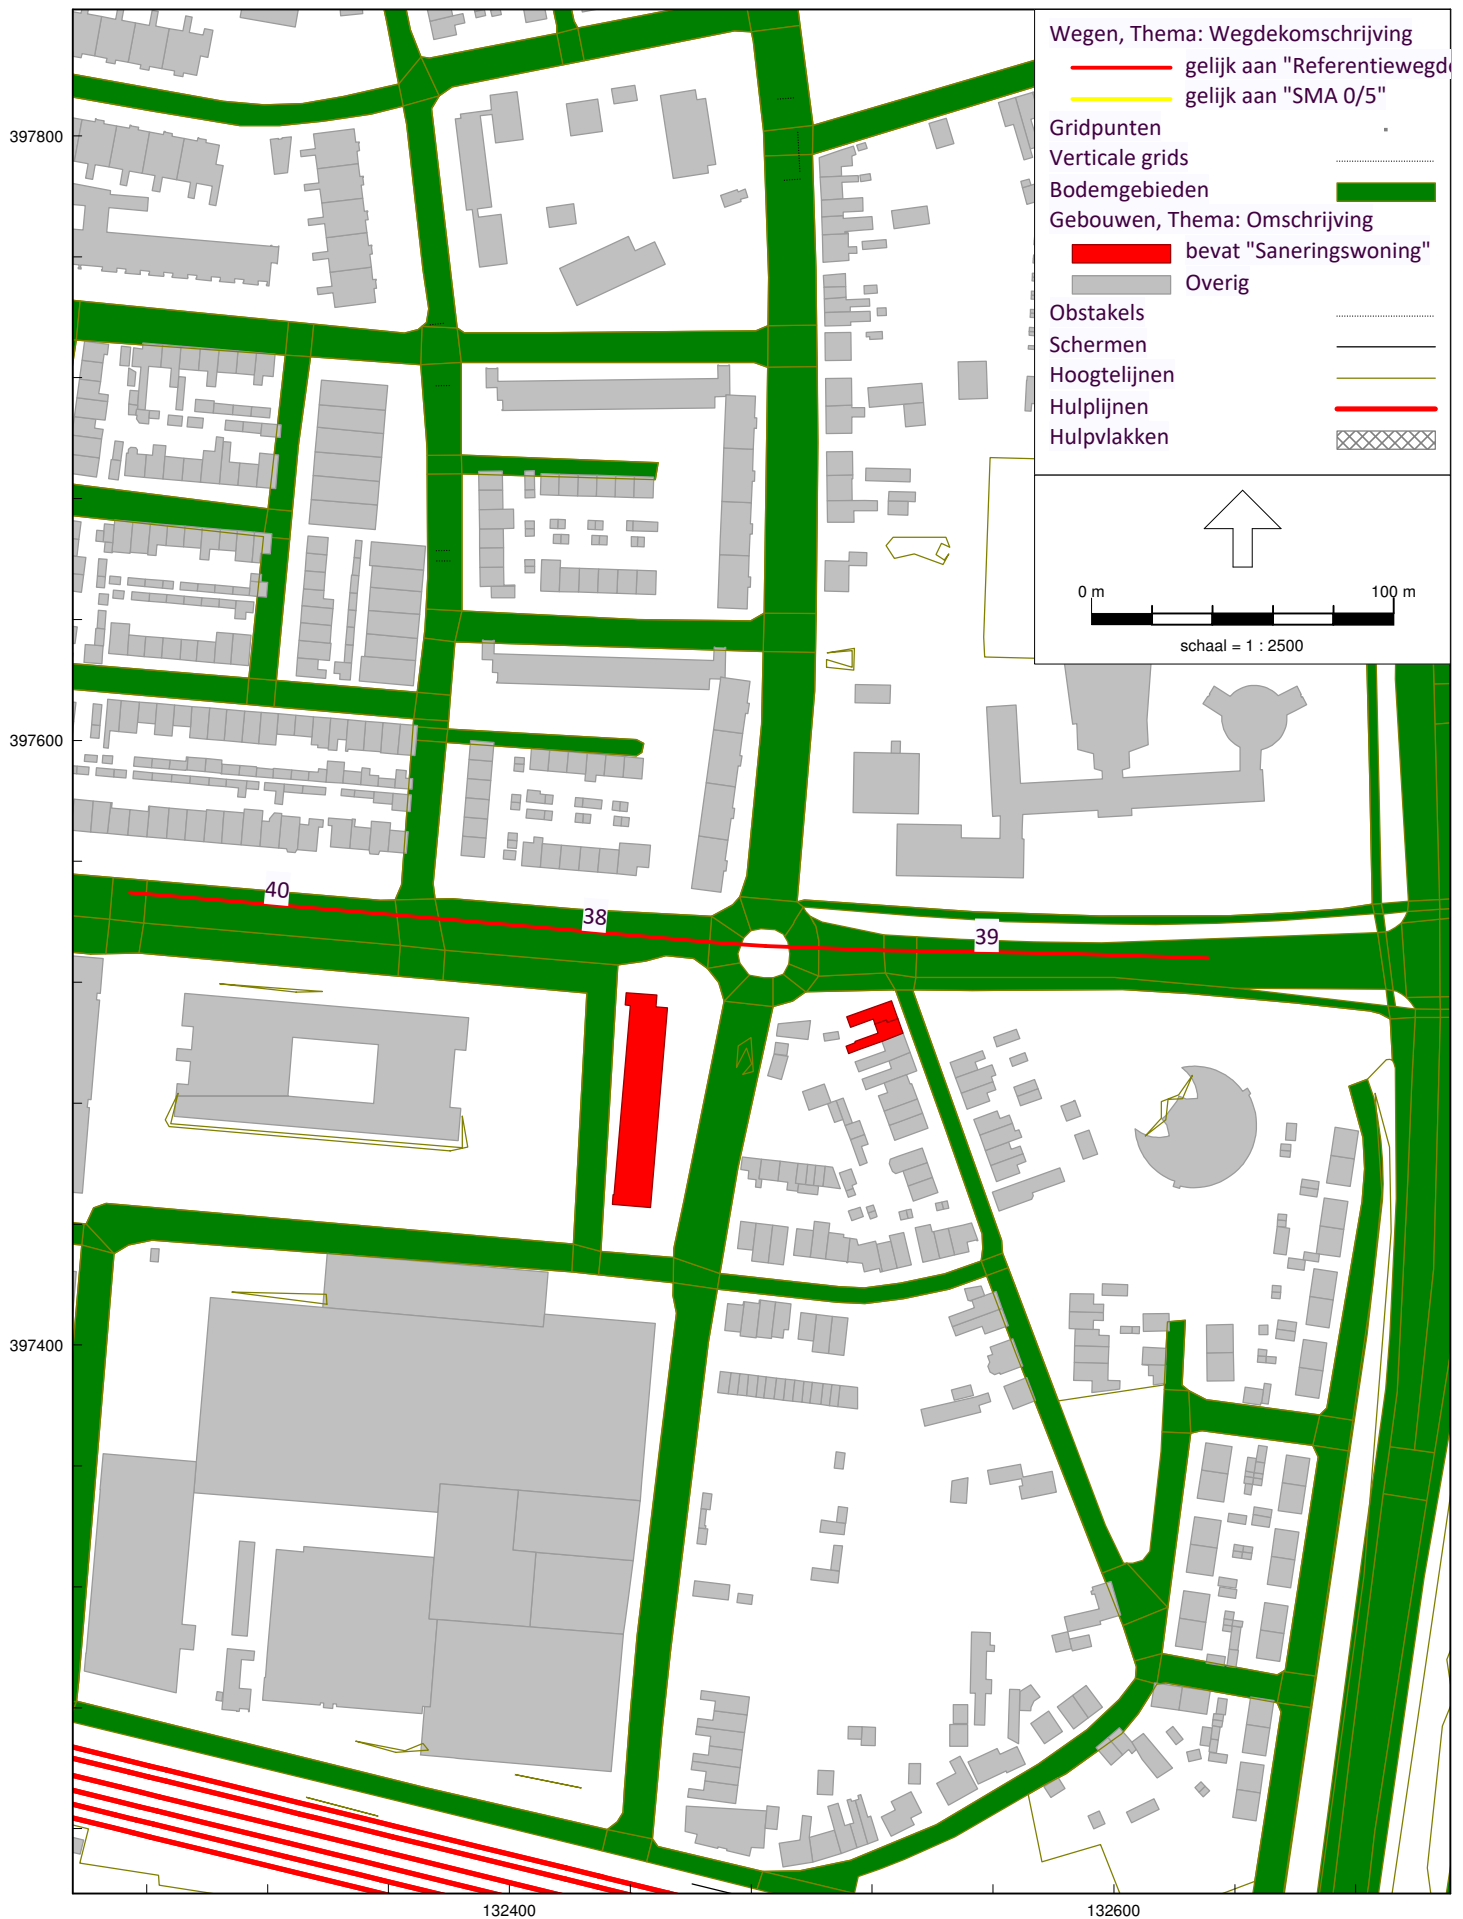 Wegen, Thema: Wegdekomschrijving
gelijk aan "Referentiewegde
gelijk aan "SMA 0/5"
Gridpunten
Verticale grids
Bodemgebieden
Gebouwen, Thema: Omschrijving
bevat "Saneringswoning"
Overig
Obstakels
Schermen
Hoogtelijnen
Hulplijnen
Hulpvlakken
0 m 100 m
schaal = 1 : 2500
397800
397600
40
38
39
397400
132400 132600